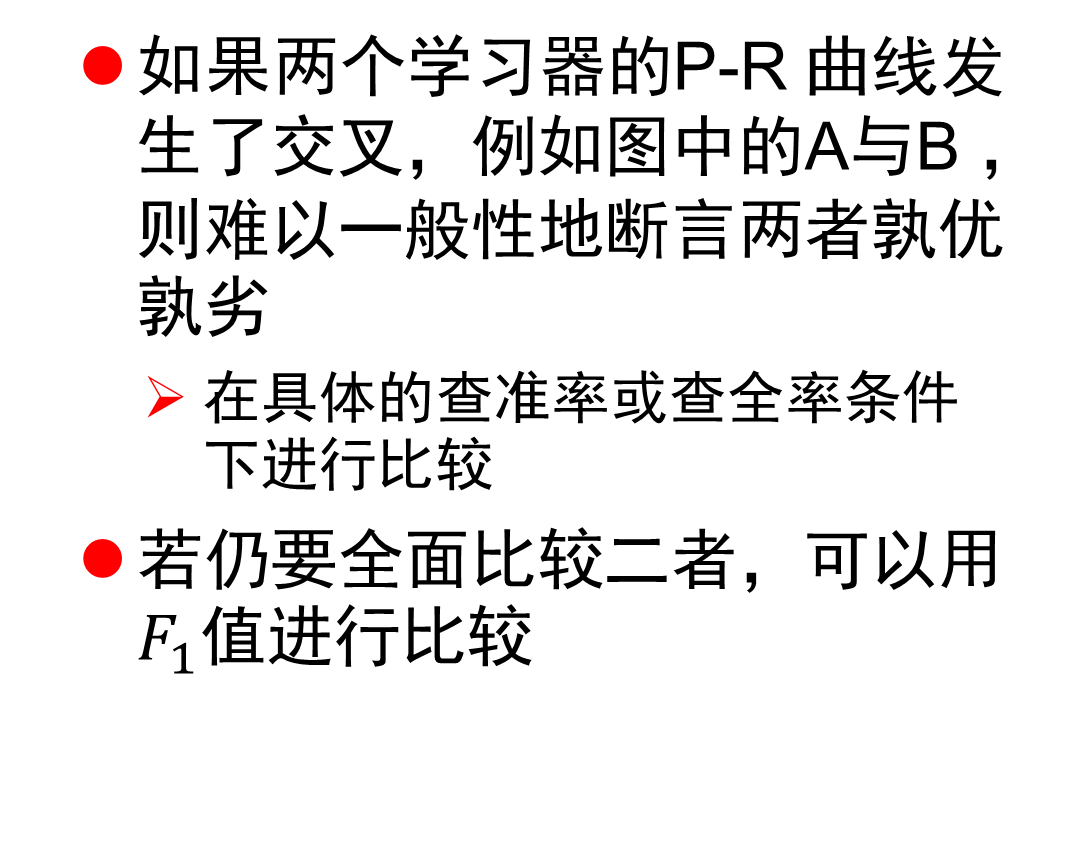 如果两个学习器的P-R 曲线发
生了交叉，例如图中的A与B，
则难以一般性地断言两者孰优
孰劣
在具体的查准率或查全率条件
下进行比较
若仍要全面比较二者，可以用
F₁值进行比较